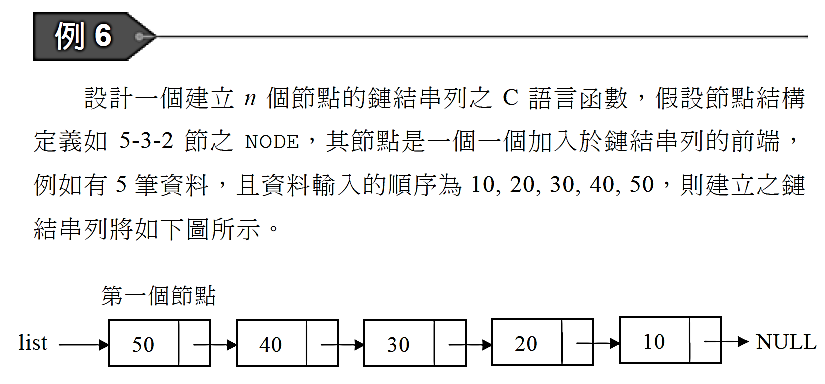 例 6
設計一個建立 n 個節點的鏈結串列之 C 語言函數，假設節點結構
定義如 5-3-2 節之 NODE，其節點是一個一個加入於鏈結串列的前端，
例如有 5 筆資料，且資料輸入的順序為 10, 20, 30, 40, 50，則建立之鏈
結串列將如下圖所示。
第一個節點
list 50 40 30 20 10 NULL